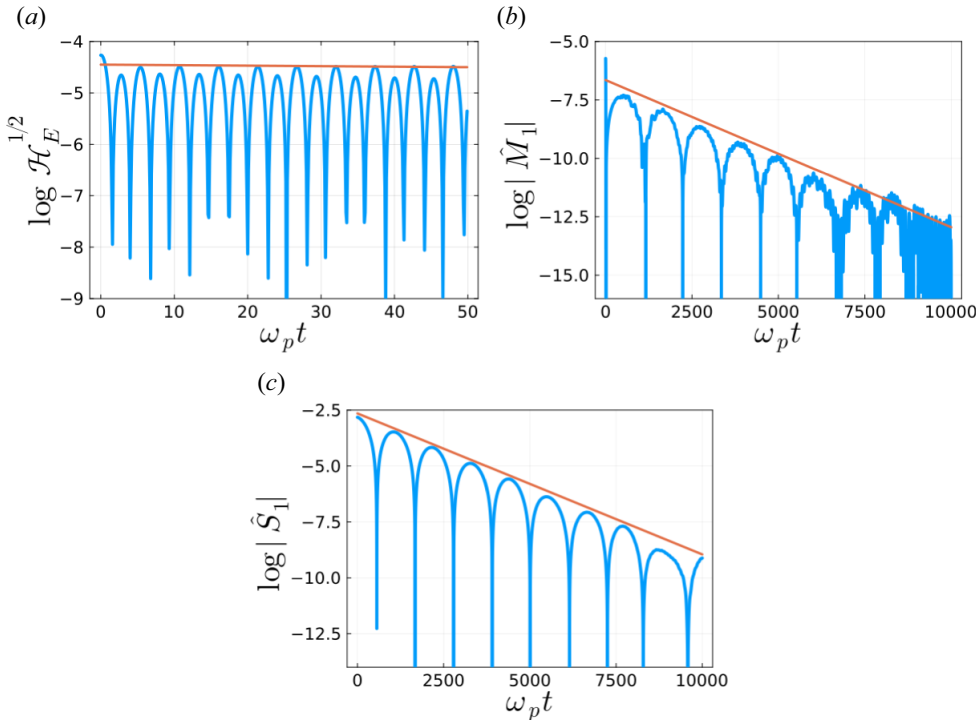 (a)
log ℋ_E^{1/2}
−4
−5
−6
−7
−8
−9
0 10 20 30 40 50
ω_p t
(b)
log | M̂_1|
−5.0
−7.5
−10.0
−12.5
−15.0
0 2500 5000 7500 10000
ω_p t
(c)
log | Ŝ_1|
−2.5
−5.0
−7.5
−10.0
−12.5
0 2500 5000 7500 10000
ω_p t